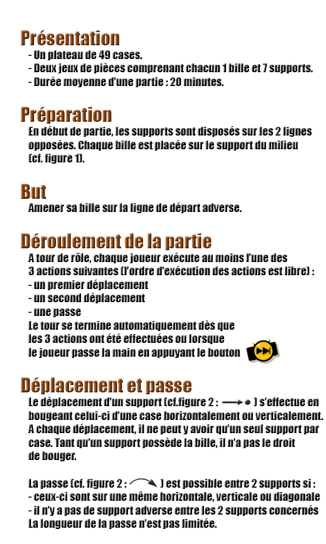 Présentation
- Un plateau de 49 cases.
- Deux jeux de pièces comprenant chacun 1 bille et 7 supports.
- Durée moyenne d'une partie : 20 minutes.
Préparation
En début de partie, les supports sont disposés sur les 2 lignes
opposées. Chaque bille est placée sur le support du milieu
(cf. figure 1).
But
Amener sa bille sur la ligne de départ adverse.
Déroulement de la partie
A tour de rôle, chaque joueur exécute au moins l'une des
3 actions suivantes (l'ordre d'exécution des actions est libre) :
- un premier déplacement
- un second déplacement
- une passe
Le tour se termine automatiquement dès que
les 3 actions ont été effectuées ou lorsque
le joueur passe la main en appuyant le bouton
Déplacement et passe
Le déplacement d'un support (cf.figure 2 : ) s'effectue en
bougeant celui-ci d'une case horizontalement ou verticalement.
A chaque déplacement, il ne peut y avoir qu'un seul support par
case. Tant qu'un support possède la bille, il n'a pas le droit
de bouger.
La passe (cf. figure 2 : ) est possible entre 2 supports si :
- ceux-ci sont sur une même horizontale, verticale ou diagonale
- il n'y a pas de support adverse entre les 2 supports concernés
La longueur de la passe n'est pas limitée.